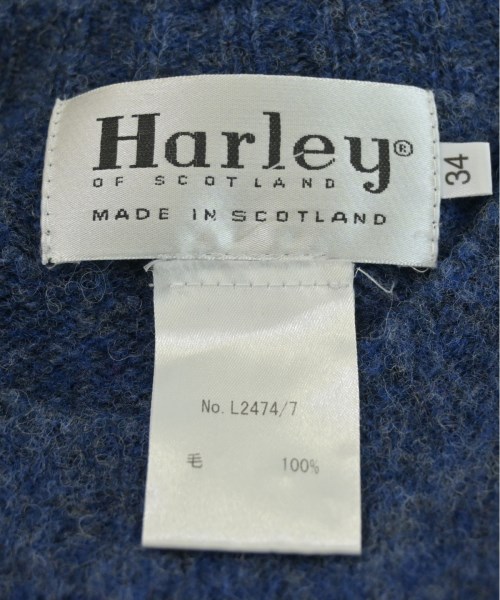 Harley®
OF SCOTLAND
MADE IN SCOTLAND
34
No. L2474/7
毛 100%